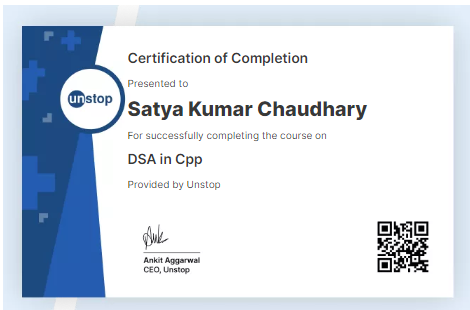 Certification of Completion
Presented to
unstop
Satya Kumar Chaudhary
For successfully completing the course on
DSA in Cpp
Provided by Unstop
Ankit Aggarwal
CEO, Unstop